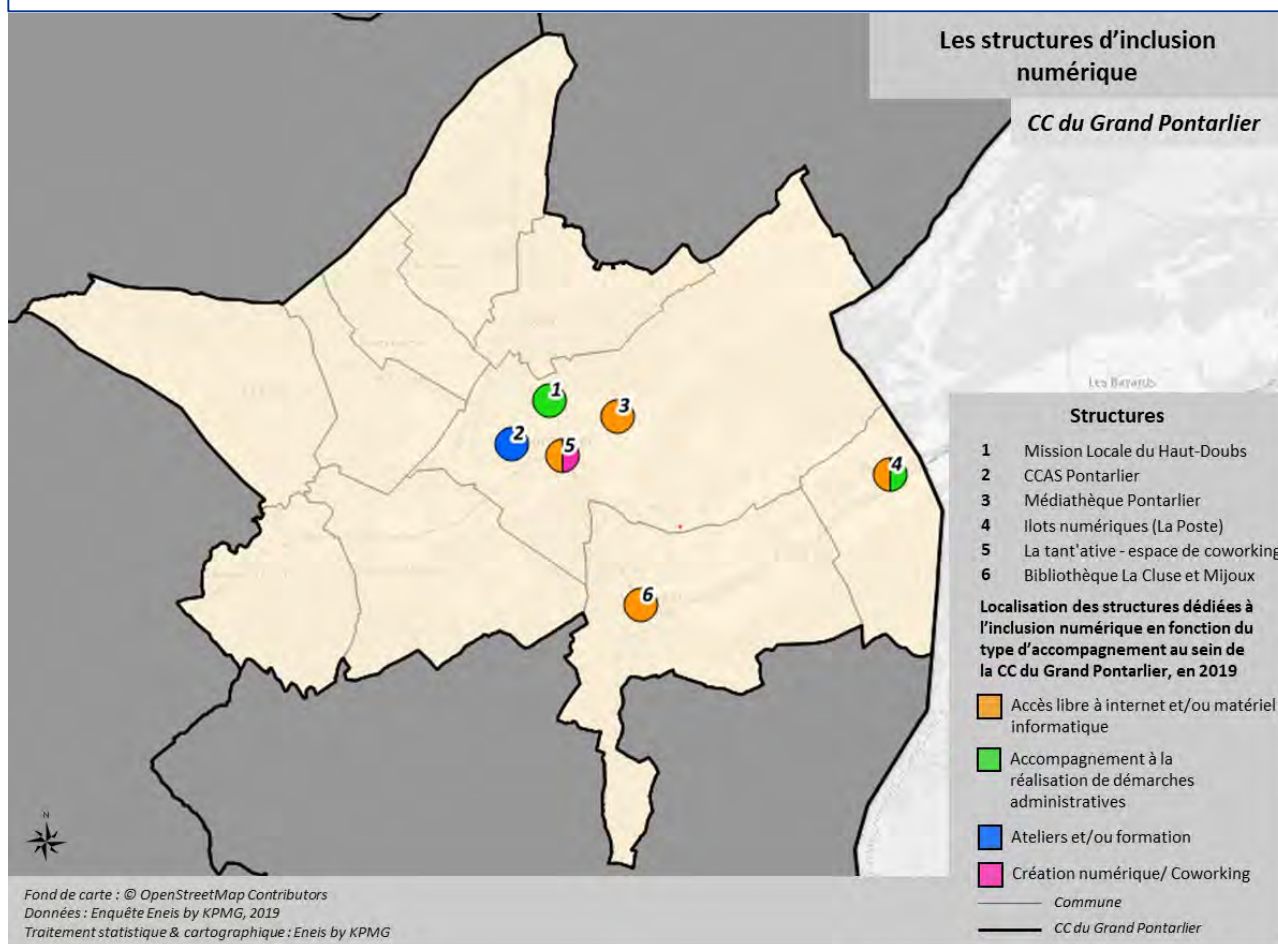 Les structures d'inclusion
numérique
CC du Grand Pontarlier
Les Bayards
1
2
3
4
5
6
Structures
1 Mission Locale du Haut-Doubs
2 CCAS Pontarlier
3 Médiathèque Pontarlier
4 Ilots numériques (La Poste)
5 La tant'ative - espace de coworking
6 Bibliothèque La Cluse et Mijoux
Localisation des structures dédiées à
l'inclusion numérique en fonction du
type d'accompagnement au sein de
la CC du Grand Pontarlier, en 2019
Accès libre à internet et/ou matériel
informatique
Accompagnement à la
réalisation de démarches
administratives
Ateliers et/ou formation
Création numérique/ Coworking
Commune
CC du Grand Pontarlier
N
Fond de carte : © OpenStreetMap Contributors
Données : Enquête Eneis by KPMG, 2019
Traitement statistique & cartographique : Eneis by KPMG